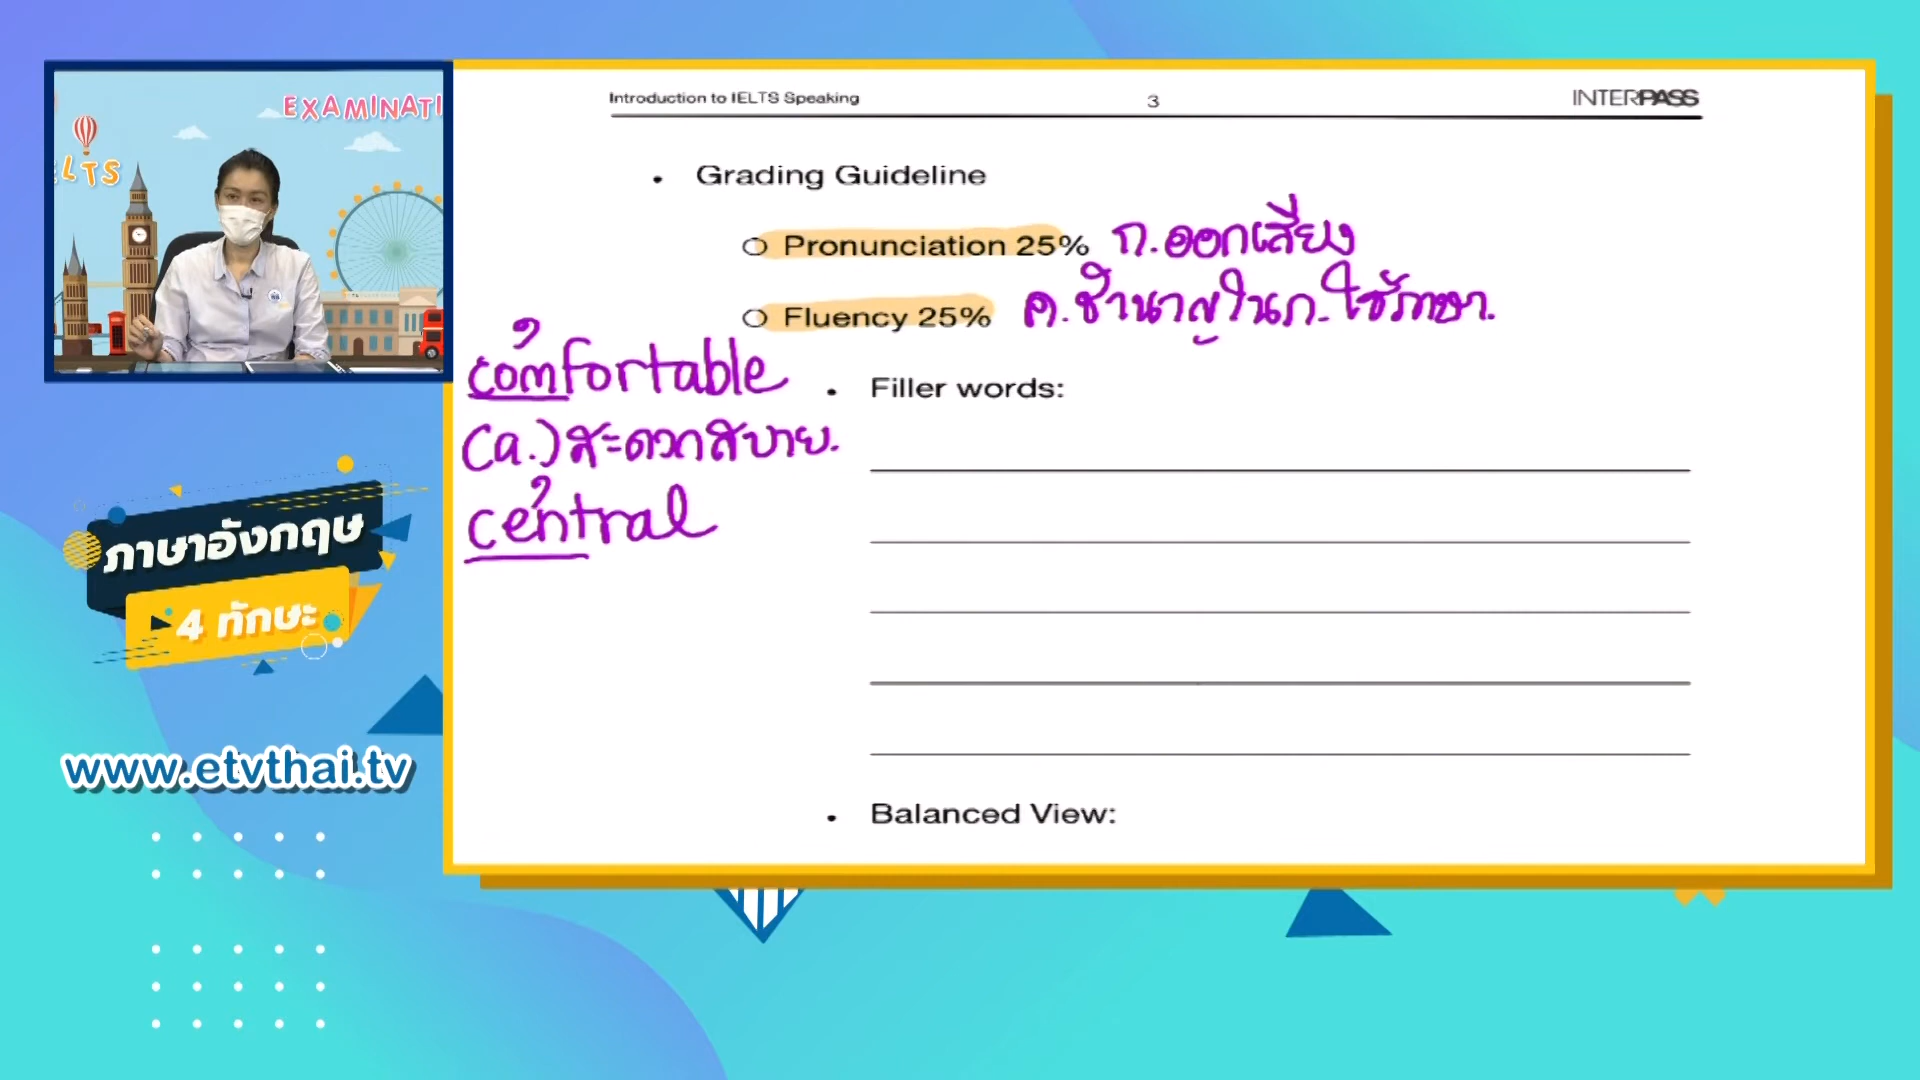 EXAMINATI
ELTS
ภาษาอังกฤษ
4 ทักษะ
www.etvthai.tv
Introduction to IELTS Speaking 3 INTERPASS
• Grading Guideline
Pronunciation 25% ก.ออกเสียง
Fluency 25% ค.ชำนาญในก.ใช้ภาษา.
comfortable
(a.) สะดวกสบาย.
central
• Filler words:
• Balanced View: